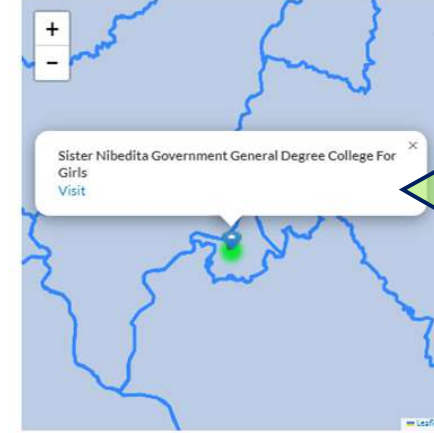 +
−
×
Sister Nibedita Government General Degree College For
Girls
Visit